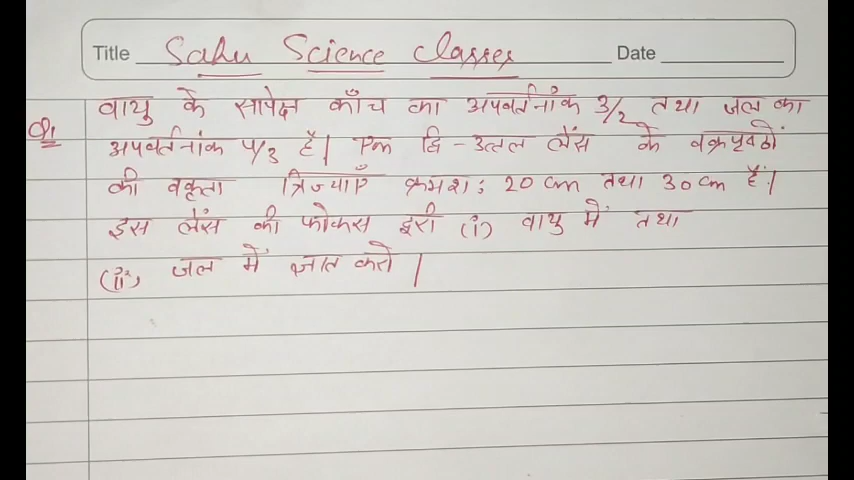 Title Sahu Science classes Date
वायु के सापेक्ष काँच का अपवर्तनांक 3/2 तथा जल का
Q1 अपवर्तनांक 4/3 है। एक द्वि-उत्तल लेंस के वक्रपृष्ठों
की वक्रता त्रिज्याएँ क्रमश: 20 cm तथा 30 cm हैं।
इस लेंस की फोकस दूरी (i) वायु में तथा
(ii) जल में ज्ञात करो।